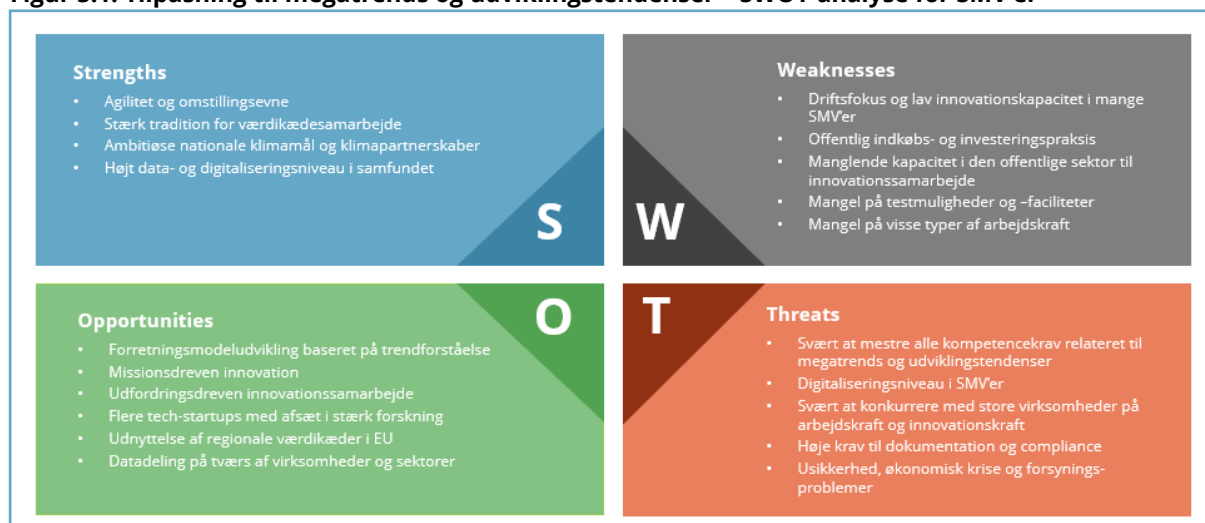 Strengths
• Agilitet og omstillingsevne
• Stærk tradition for værdikædesamarbejde
• Ambitiøse nationale klimamål og klimapartnerskaber
• Højt data- og digitaliseringsniveau i samfundet
S
Weaknesses
• Driftsfokus og lav innovationskapacitet i mange
SMV'er
• Offentlig indkøbs- og investeringspraksis
• Manglende kapacitet i den offentlige sektor til
innovationssamarbejde
• Mangel på testmuligheder og –faciliteter
• Mangel på visse typer af arbejdskraft
W
Opportunities
• Forretningsmodeludvikling baseret på trendforståelse
• Missionsdreven innovation
• Udfordringsdreven innovationssamarbejde
• Flere tech-startups med afsæt i stærk forskning
• Udnyttelse af regionale værdikæder i EU
• Datadeling på tværs af virksomheder og sektorer
O
Threats
• Svært at mestre alle kompetencekrav relateret til
megatrends og udviklingstendenser
• Digitaliseringsniveau i SMV'er
• Svært at konkurrere med store virksomheder på
arbejdskraft og innovationskraft
• Høje krav til dokumentation og compliance
• Usikkerhed, økonomisk krise og forsynings-
problemer
T